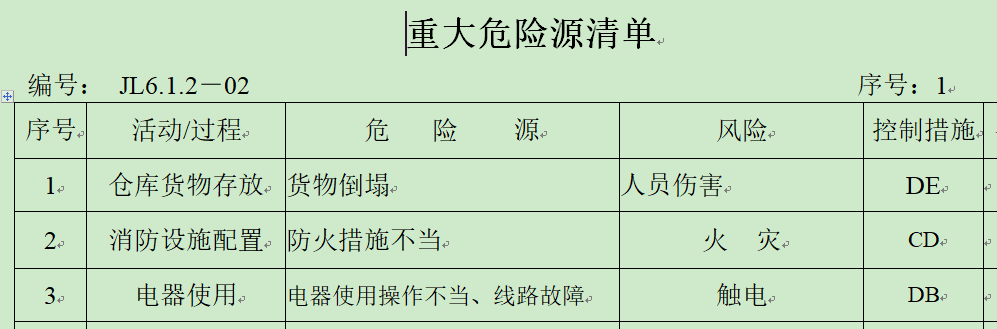 重大危险源清单
编号： JL6.1.2－02 序号：1
序号 活动/过程 危 险 源 风险 控制措施
1 仓库货物存放 货物倒塌 人员伤害 DE
2 消防设施配置 防火措施不当 火 灾 CD
3 电器使用 电器使用操作不当、线路故障 触电 DB